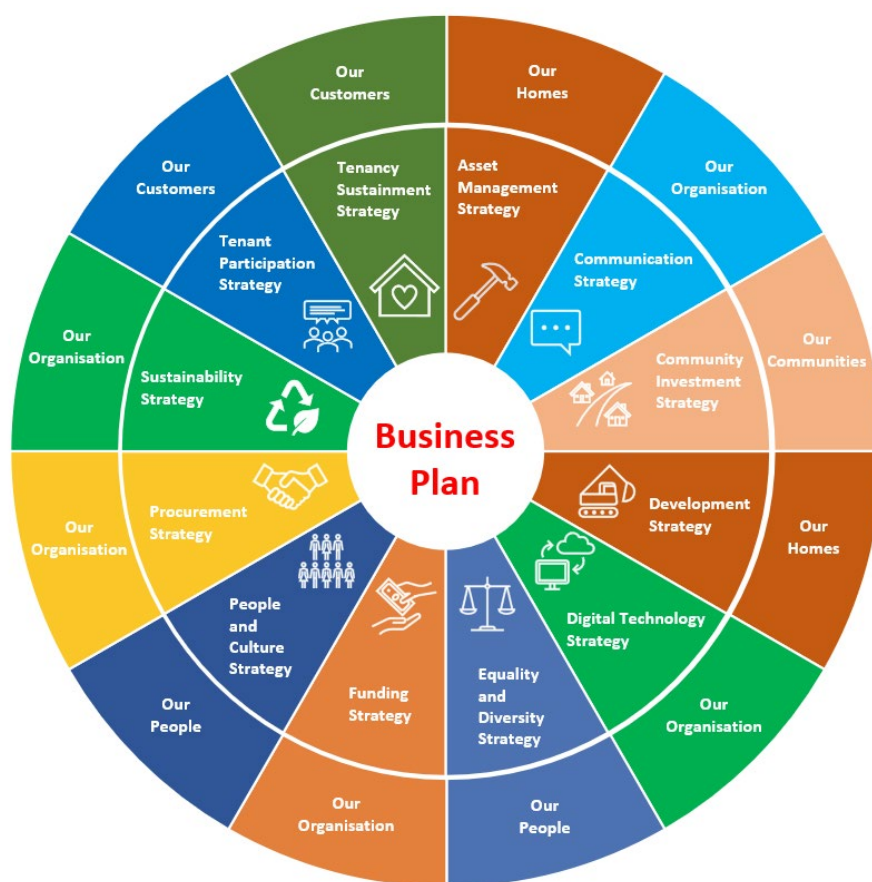 Business
Plan
Our
Homes
Asset
Management
Strategy
Our
Organisation
Communication
Strategy
Our
Communities
Community
Investment
Strategy
Our
Homes
Development
Strategy
Our
Organisation
Digital Technology
Strategy
Our
People
Equality
and
Diversity
Strategy
Our
Organisation
Funding
Strategy
Our
People
People
and
Culture
Strategy
Our
Organisation
Procurement
Strategy
Our
Organisation
Sustainability
Strategy
Our
Customers
Tenant
Participation
Strategy
Our
Customers
Tenancy
Sustainment
Strategy